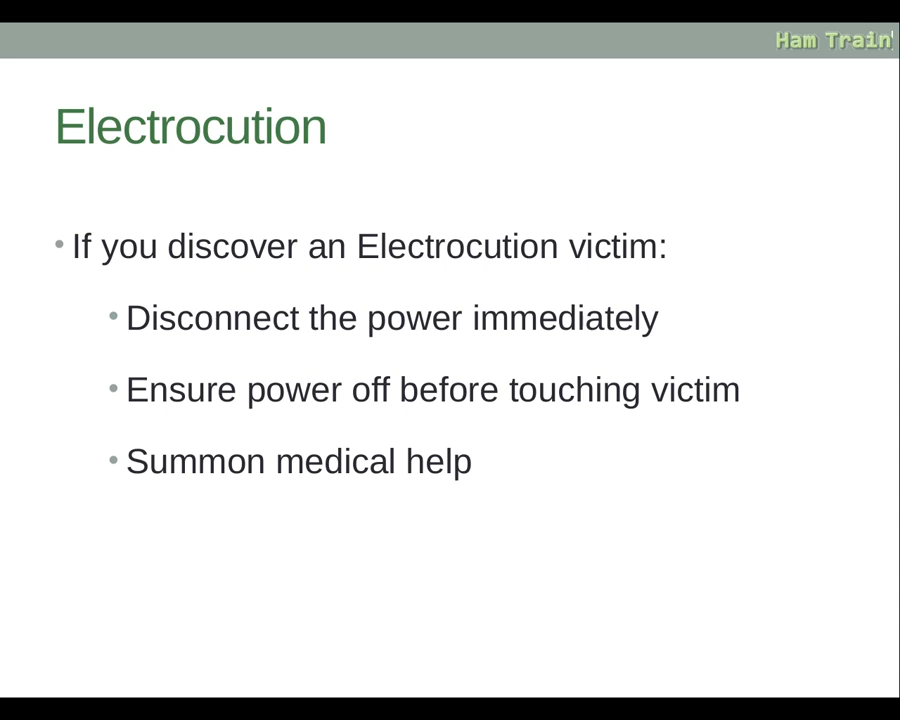 Ham Train
Electrocution
• If you discover an Electrocution victim:
• Disconnect the power immediately
• Ensure power off before touching victim
• Summon medical help